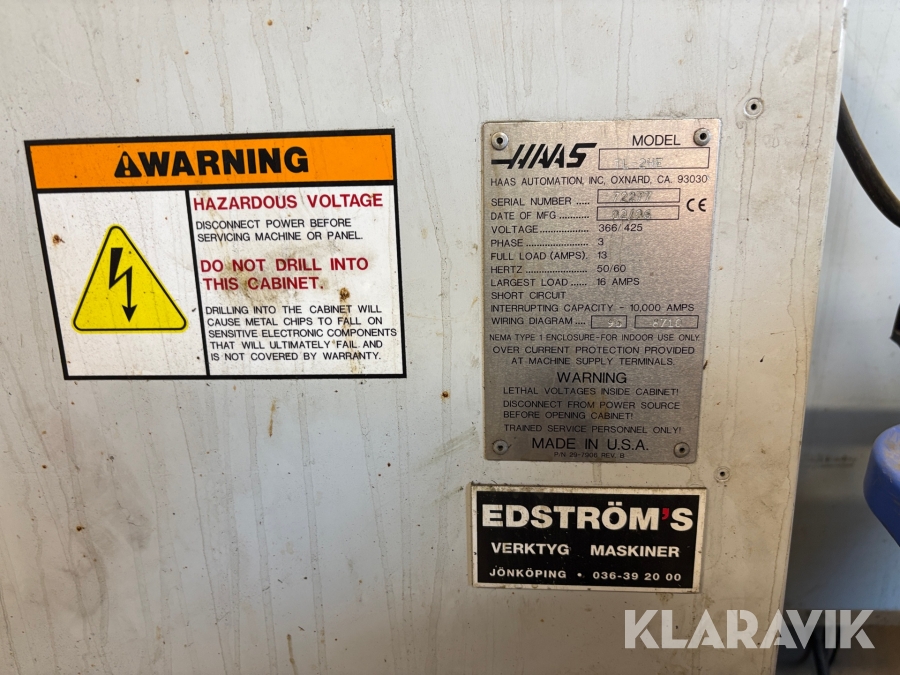 WARNING
HAZARDOUS VOLTAGE
DISCONNECT POWER BEFORE
SERVICING MACHINE OR PANEL.
DO NOT DRILL INTO
THIS CABINET.
DRILLING INTO THE CABINET WILL
CAUSE METAL CHIPS TO FALL ON
SENSITIVE ELECTRONIC COMPONENTS
THAT WILL ULTIMATELY FAIL AND
IS NOT COVERED BY WARRANTY.
HAAS MODEL
HAAS AUTOMATION, INC, OXNARD, CA. 93030
SERIAL NUMBER .....
DATE OF MFG .........
CE
VOLTAGE ................ 366/425
PHASE .................... 3
FULL LOAD (AMPS). 13
HERTZ .................... 50/60
LARGEST LOAD .... 16 AMPS
SHORT CIRCUIT
INTERRUPTING CAPACITY - 10,000 AMPS
WIRING DIAGRAM ....
NEMA TYPE 1 ENCLOSURE-FOR INDOOR USE ONLY
OVER CURRENT PROTECTION PROVIDED
AT MACHINE SUPPLY TERMINALS.
WARNING
LETHAL VOLTAGES INSIDE CABINET!
DISCONNECT FROM POWER SOURCE
BEFORE OPENING CABINET!
TRAINED SERVICE PERSONNEL ONLY!
MADE IN U.S.A.
EDSTRÖM'S
VERKTYG MASKINER
JÖNKÖPING • 036-39 20 00
KLARAVIK